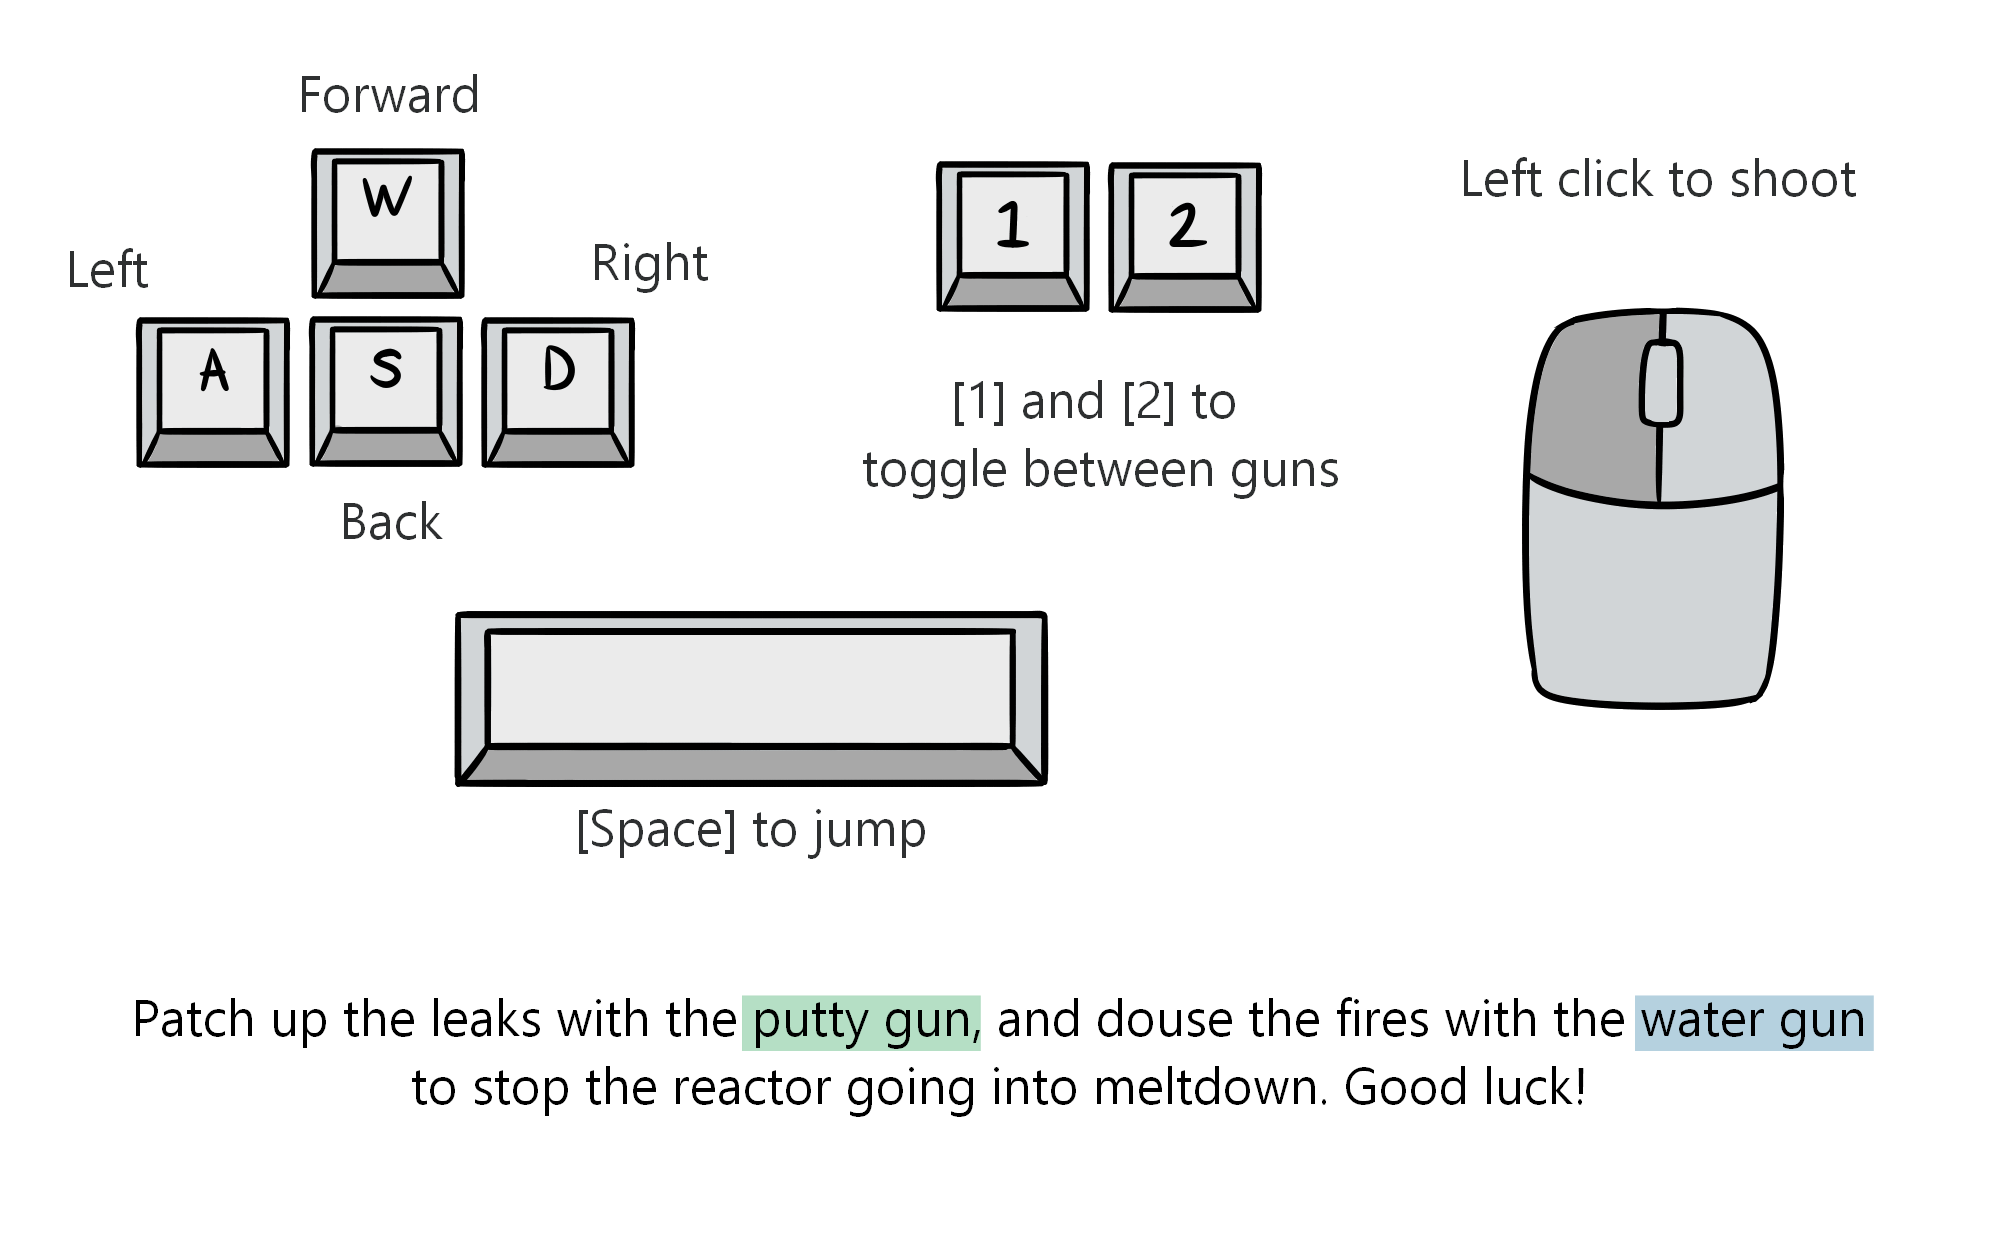 Forward
W
Left
Right
A
S
D
Back
1
2
[1] and [2] to
toggle between guns
Left click to shoot
[Space] to jump
Patch up the leaks with the putty gun, and douse the fires with the water gun
to stop the reactor going into meltdown. Good luck!